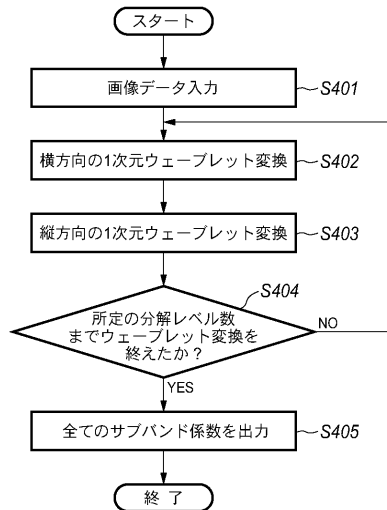 スタート
画像データ入力
S401
横方向の1次元ウェーブレット変換
S402
縦方向の1次元ウェーブレット変換
S403
S404
所定の分解レベル数
までウェーブレット変換を
終えたか？
NO
YES
全てのサブバンド係数を出力
S405
終 了